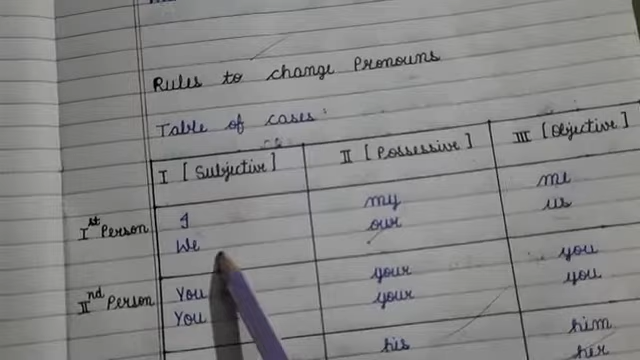 Rules to change Pronouns
Table of cases:
I [Subjective] II [Possessive] III [Objective]
Ist Person I my me
We our us
IInd Person You your you
You your you
his him
her